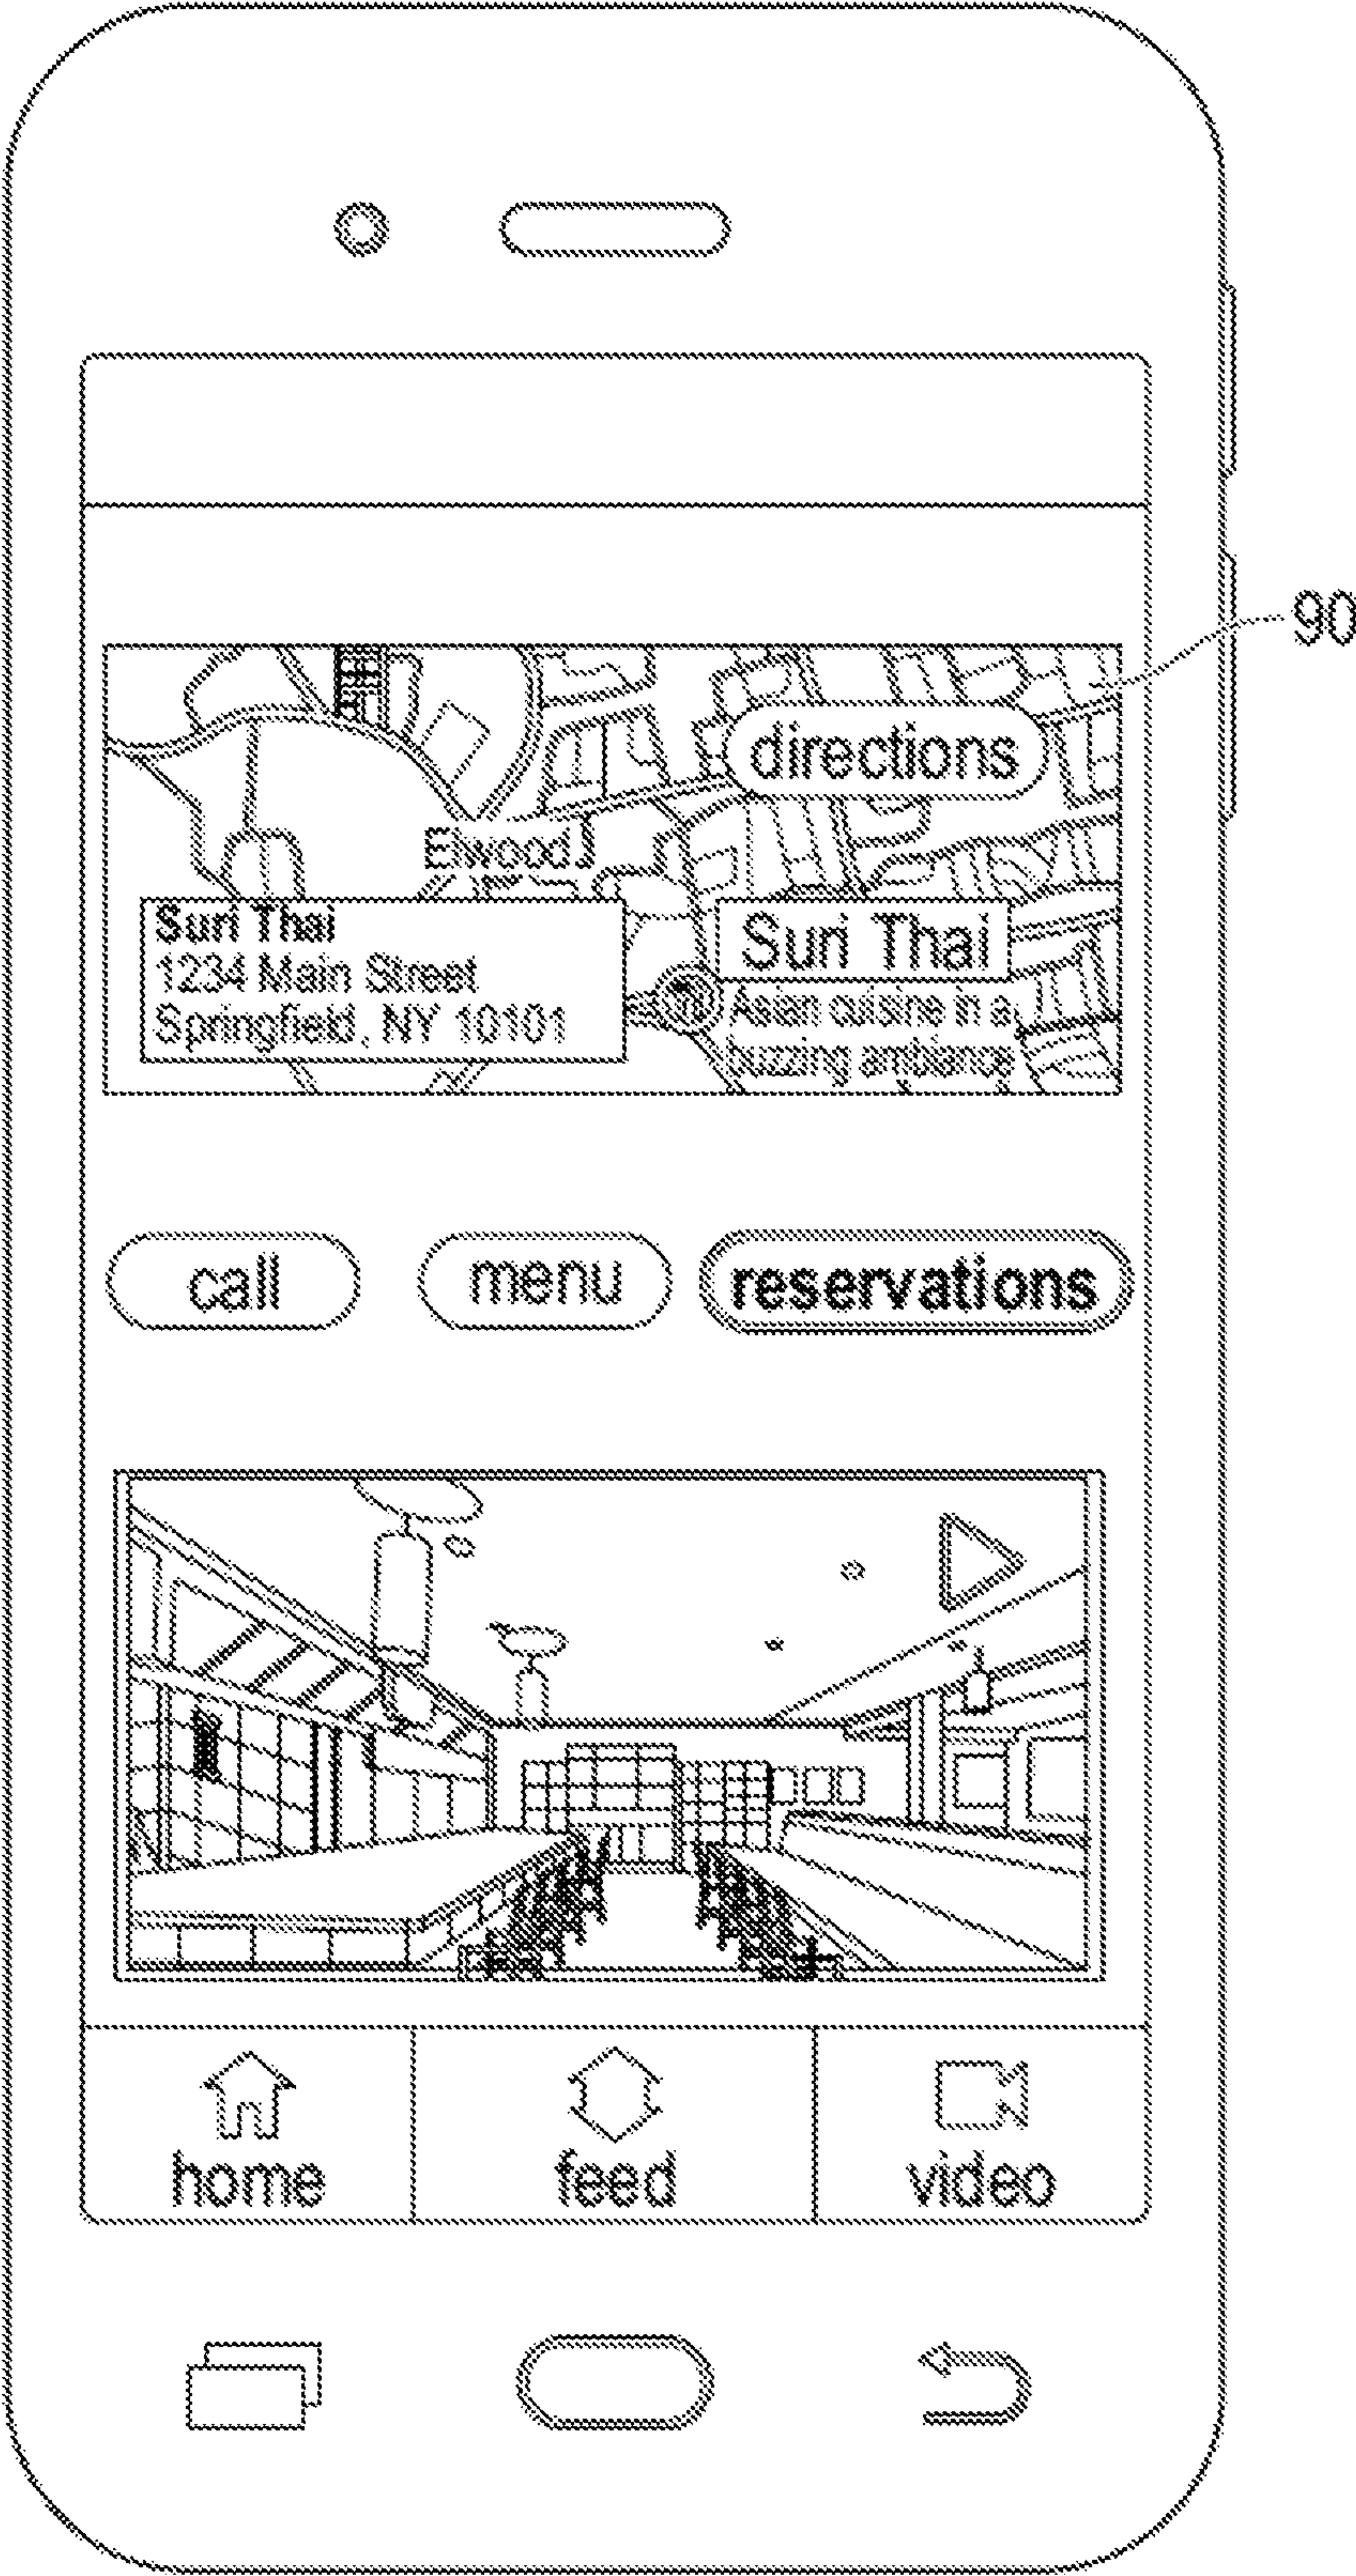 90
directions
Elwood
Suri Thai
1234 Main Street
Springfield, NY 10101
Suri Thai
Asian cuisine in a
buzzing ambiance
call
menu
reservations
home
feed
video